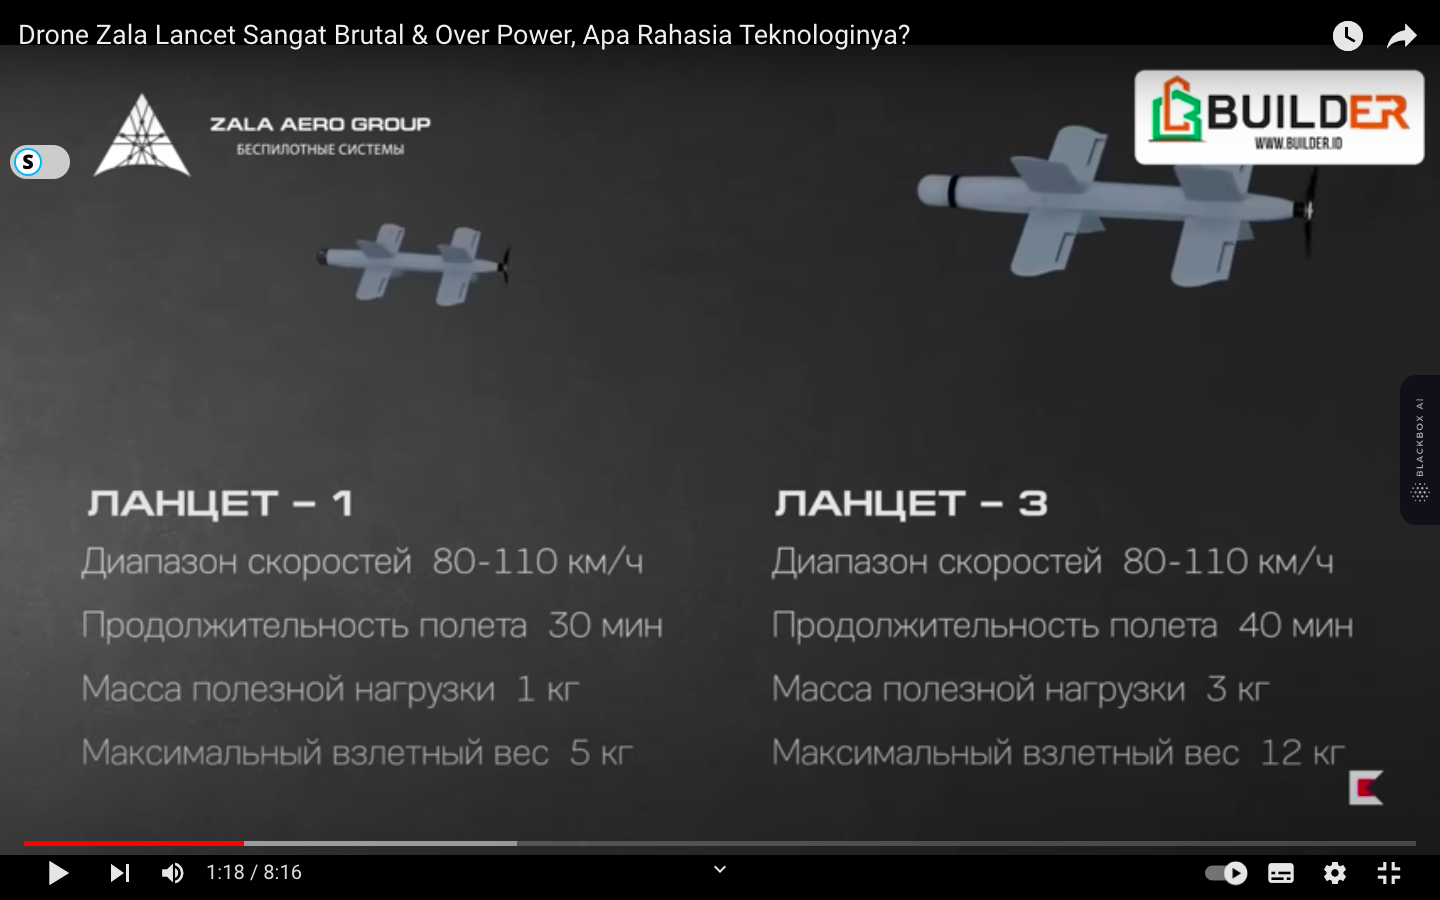 Drone Zala Lancet Sangat Brutal & Over Power, Apa Rahasia Teknologinya?
ZALA AERO GROUP
БЕСПИЛОТНЫЕ СИСТЕМЫ
BUILDER
WWW.BUILDER.ID
S
BLACKBOX AI
ЛАНЦЕТ – 1
Диапазон скоростей 80-110 км/ч
Продолжительность полета 30 мин
Масса полезной нагрузки 1 кг
Максимальный взлетный вес 5 кг
ЛАНЦЕТ – 3
Диапазон скоростей 80-110 км/ч
Продолжительность полета 40 мин
Масса полезной нагрузки 3 кг
Максимальный взлетный вес 12 кг
1:18 / 8:16